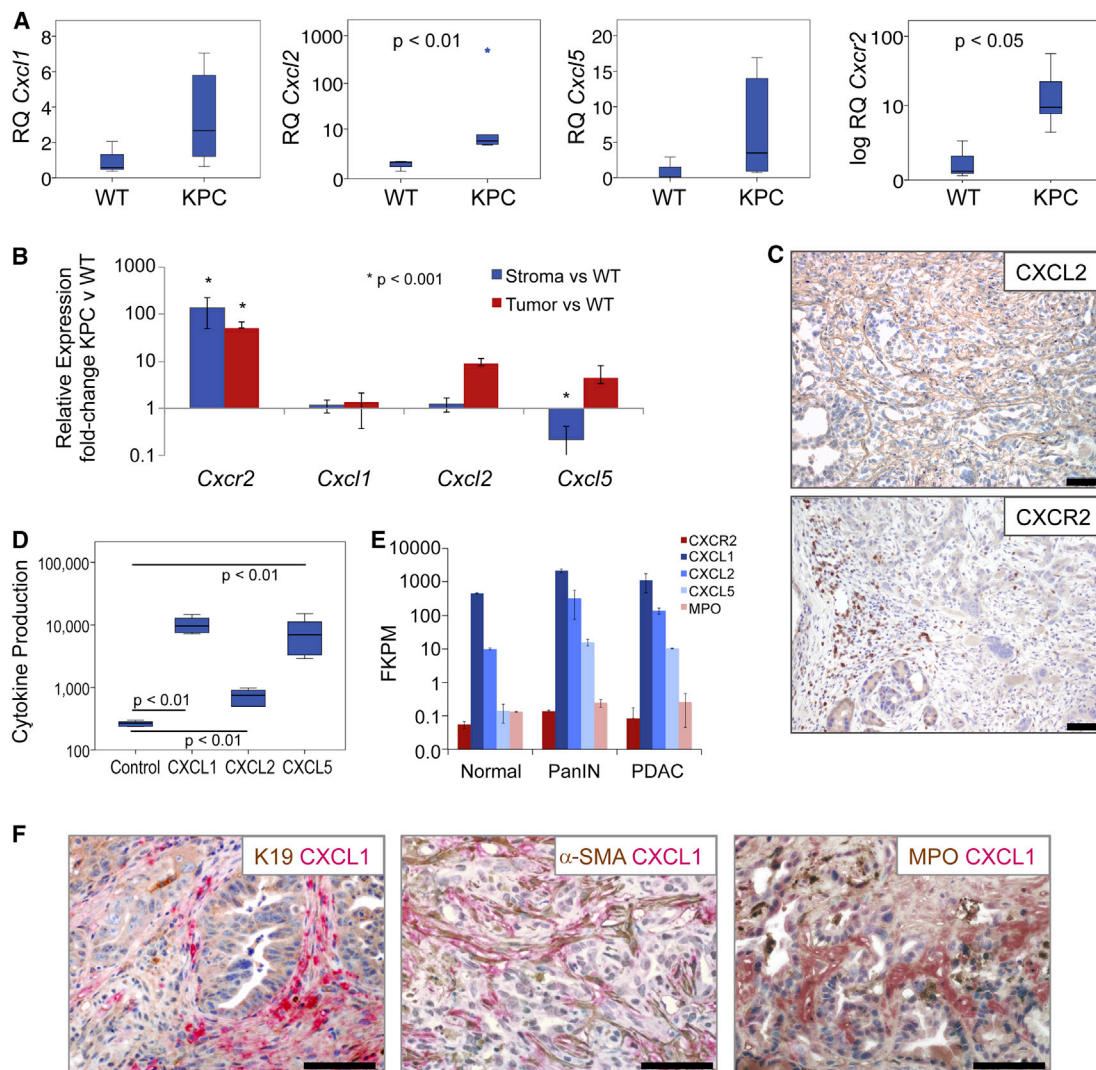 A
RQ Cxcl1
8
6
4
2
0
WT KPC
RQ Cxcl2
1000
100
10
0
p < 0.01
*
WT KPC
RQ Cxcl5
20
15
10
5
0
WT KPC
log RQ Cxcr2
100
10
0
p < 0.05
WT KPC
B
Relative Expression
fold-change KPC v WT
1000
100
10
1
0.1
* p < 0.001
Stroma vs WT
Tumor vs WT
* *
*
Cxcr2 Cxcl1 Cxcl2 Cxcl5
C
CXCL2
CXCR2
D
Cytokine Production
100,000
10,000
1,000
100
p < 0.01
p < 0.01
p < 0.01
Control CXCL1 CXCL2 CXCL5
E
FKPM
10000
1000
100
10
0.1
0.0
CXCR2
CXCL1
CXCL2
CXCL5
MPO
Normal PanIN PDAC
F
K19 CXCL1
α-SMA CXCL1
MPO CXCL1